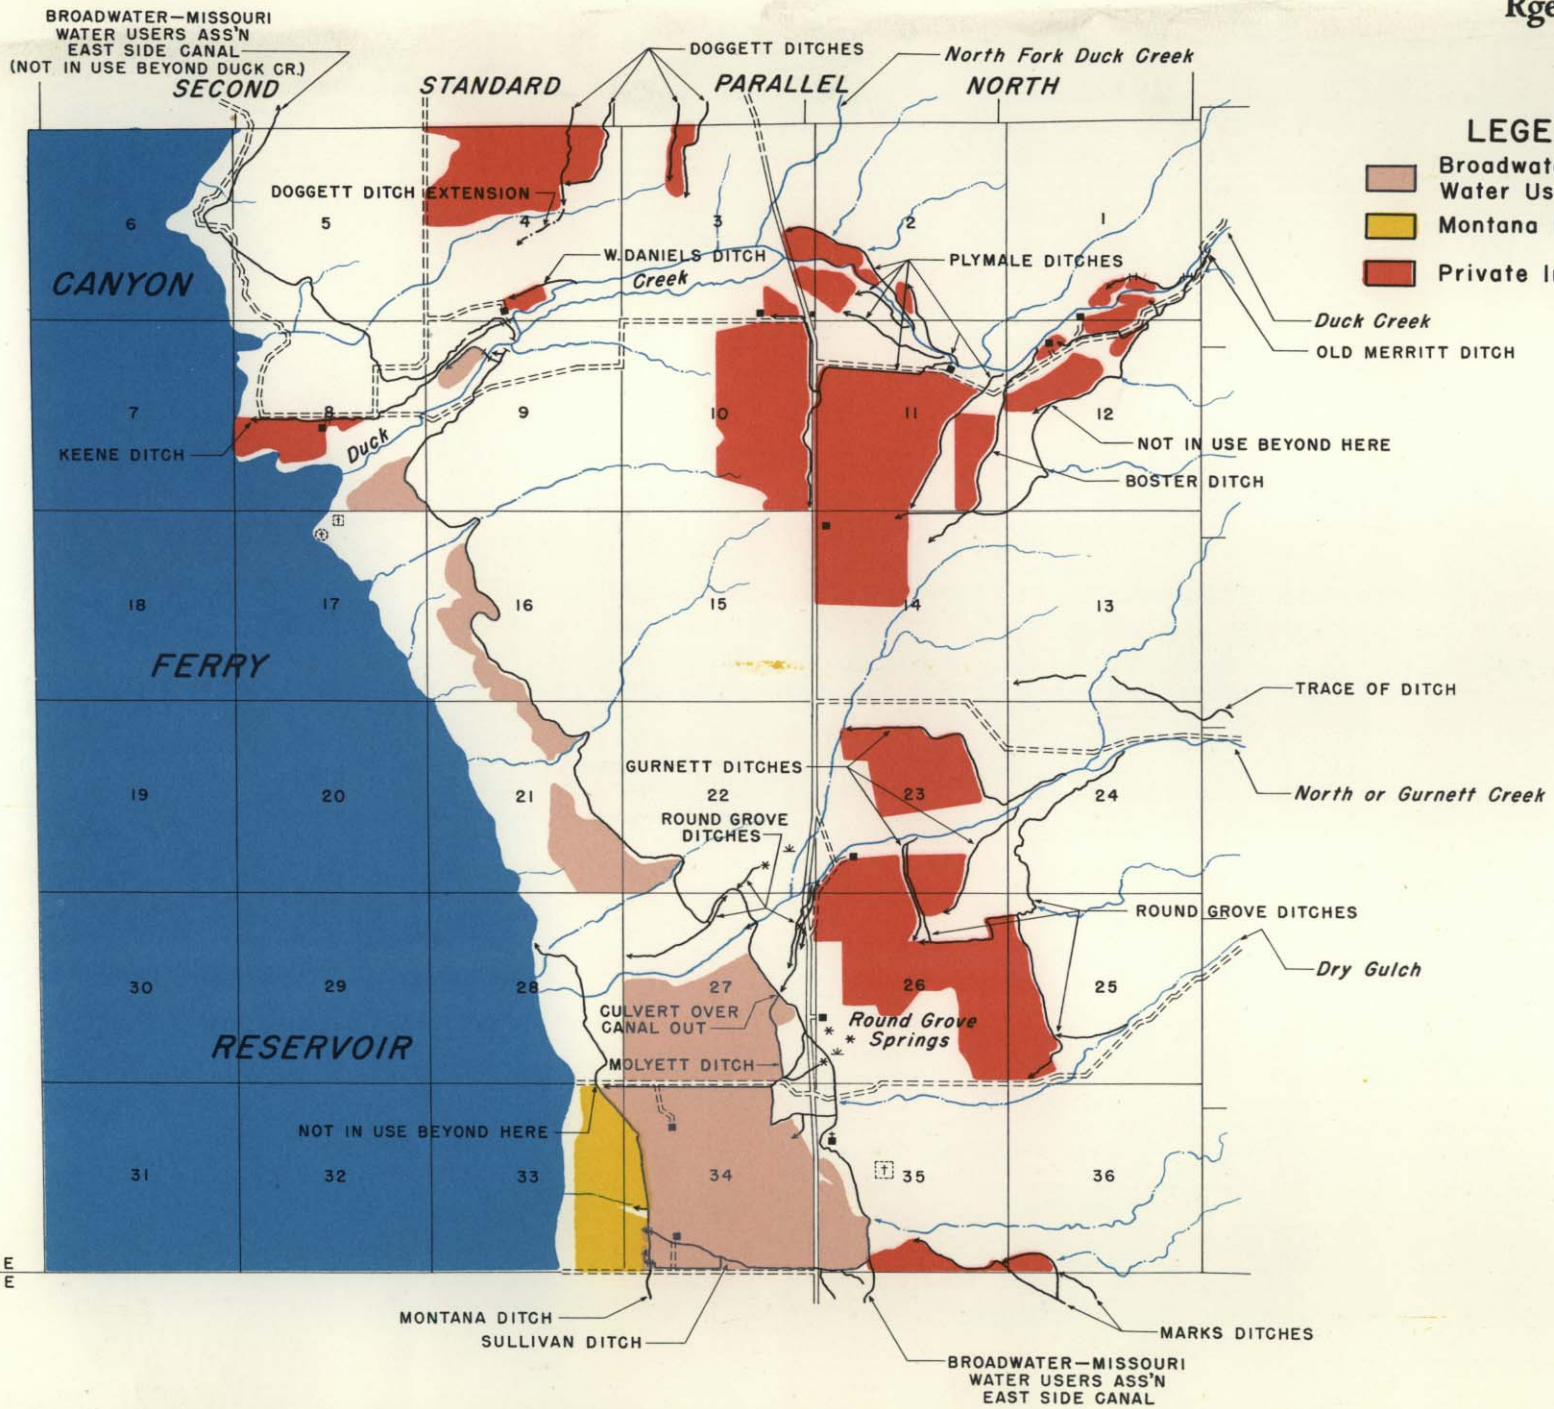 Rge
BROADWATER—MISSOURI
WATER USERS ASS'N
EAST SIDE CANAL
(NOT IN USE BEYOND DUCK CR.)
DOGGETT DITCHES
North Fork Duck Creek
SECOND STANDARD PARALLEL NORTH
LEGE
Broadwat
Water Us
Montana
Private I
DOGGETT DITCH EXTENSION
6 5 4 3 2 1
W. DANIELS DITCH
Creek
PLYMALE DITCHES
CANYON
Duck Creek
OLD MERRITT DITCH
7 8 9 10 11 12
Duck
KEENE DITCH
NOT IN USE BEYOND HERE
BOSTER DITCH
18 17 16 15 14 13
FERRY
TRACE OF DITCH
GURNETT DITCHES
19 20 21 22 23 24
North or Gurnett Creek
ROUND GROVE
DITCHES
ROUND GROVE DITCHES
Dry Gulch
30 29 28 27 26 25
CULVERT OVER
CANAL OUT
Round Grove
Springs
RESERVOIR
MOLYETT DITCH
NOT IN USE BEYOND HERE
31 32 33 34 35 36
E
E
MONTANA DITCH
SULLIVAN DITCH
MARKS DITCHES
BROADWATER—MISSOURI
WATER USERS ASS'N
EAST SIDE CANAL